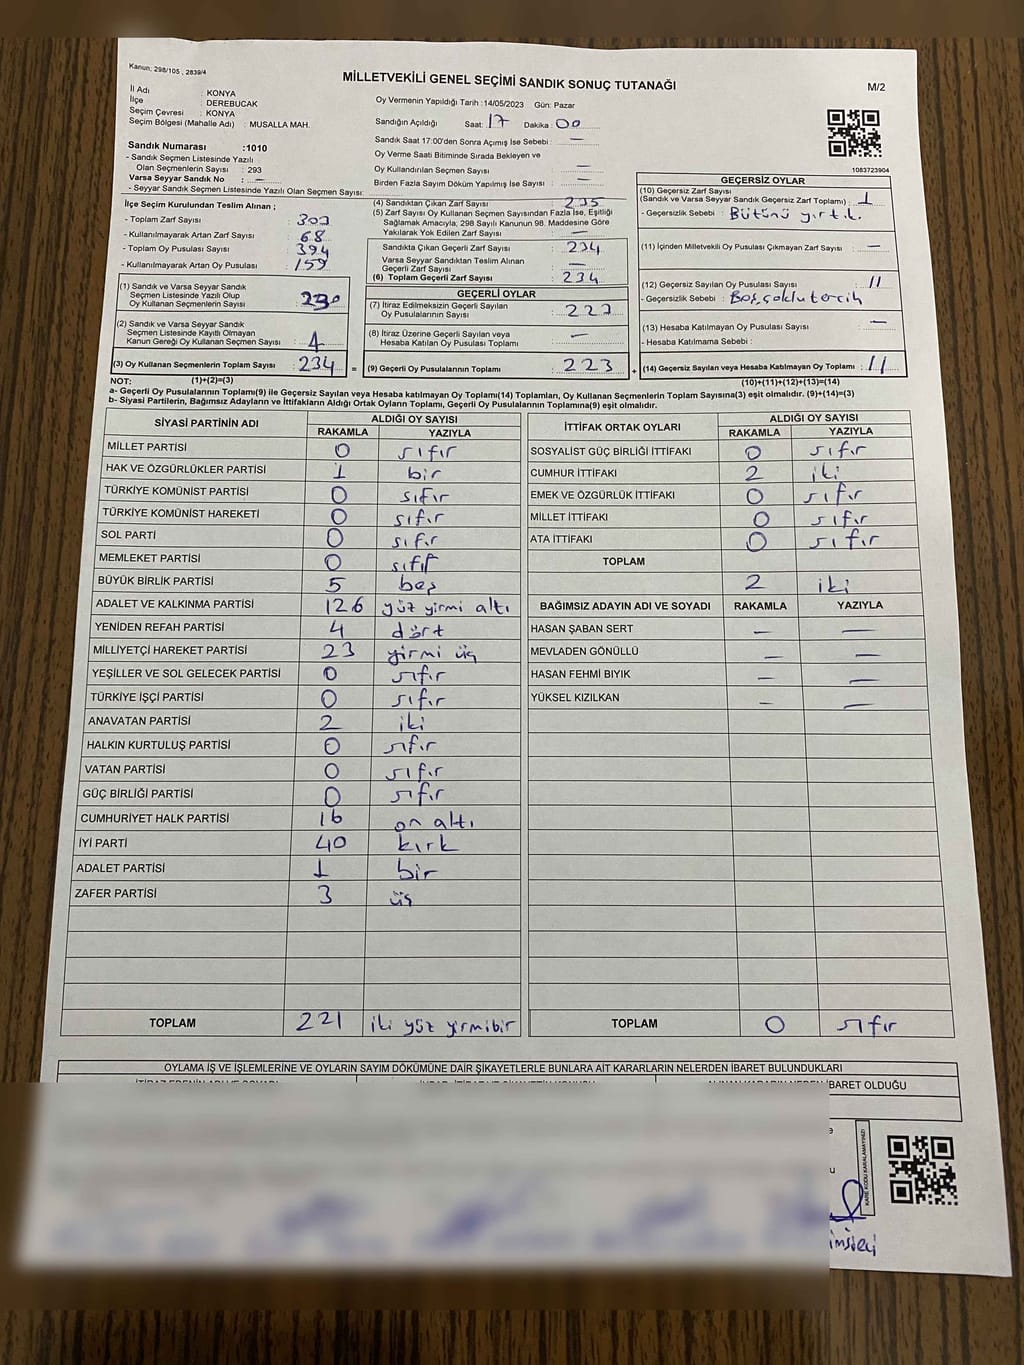 Kanun; 298/105 ; 2839/4
MİLLETVEKİLİ GENEL SEÇİMİ SANDIK SONUÇ TUTANAĞI
M/2
İl Adı : KONYA
İlçe : DEREBUCAK
Seçim Çevresi : KONYA
Seçim Bölgesi (Mahalle Adı) : MUSALLA MAH.
Sandık Numarası :1010
- Sandık Seçmen Listesinde Yazılı
Olan Seçmenlerin Sayısı : 293
Varsa Seyyar Sandık No : —
- Seyyar Sandık Seçmen Listesinde Yazılı Olan Seçmen Sayısı:
Oy Vermenin Yapıldığı Tarih :14/05/2023 Gün: Pazar
Sandığın Açıldığı Saat: 17 Dakika : 00
Sandık Saat 17:00'den Sonra Açımış İse Sebebi : —
Oy Verme Saati Bitiminde Sırada Bekleyen ve
Oy Kullandırılan Seçmen Sayısı : —
Birden Fazla Sayım Döküm Yapılmış İse Sayısı : —
1083723904
İlçe Seçim Kurulundan Teslim Alınan ;
- Toplam Zarf Sayısı : 302
- Kullanılmayarak Artan Zarf Sayısı : 68
- Toplam Oy Pusulası Sayısı : 394
- Kullanılmayarak Artan Oy Pusulası : 159
(1) Sandık ve Varsa Seyyar Sandık
Seçmen Listesinde Yazılı Olup
Oy Kullanan Seçmenlerin Sayısı : 230
(2) Sandık ve Varsa Seyyar Sandık
Seçmen Listesinde Kayıtlı Olmayan
Kanun Gereği Oy Kullanan Seçmen Sayısı : 4
(3) Oy Kullanan Seçmenlerin Toplam Sayısı : 234 =
(4) Sandıktan Çıkan Zarf Sayısı : 235
(5) Zarf Sayısı Oy Kullanan Seçmen Sayısından Fazla İse, Eşitliği
Sağlamak Amacıyla; 298 Sayılı Kanunun 98. Maddesine Göre
Yakılarak Yok Edilen Zarf Sayısı : —
Sandıkta Çıkan Geçerli Zarf Sayısı : 234
Varsa Seyyar Sandıktan Teslim Alınan
Geçerli Zarf Sayısı : —
(6) Toplam Geçerli Zarf Sayısı : 234
GEÇERLİ OYLAR
(7) İtiraz Edilmeksizin Geçerli Sayılan
Oy Pusulalarının Sayısı : 223
(8) İtiraz Üzerine Geçerli Sayılan veya
Hesaba Katılan Oy Pusulası Toplamı : —
(9) Geçerli Oy Pusulalarının Toplamı : 223 +
GEÇERSİZ OYLAR
(10) Geçersiz Zarf Sayısı
(Sandık ve Varsa Seyyar Sandık Geçersiz Zarf Toplamı) : 1
- Geçersizlik Sebebi : Bütünü yırtık.
(11) İçinden Milletvekili Oy Pusulası Çıkmayan Zarf Sayısı : —
(12) Geçersiz Sayılan Oy Pusulası Sayısı : 11
- Geçersizlik Sebebi : Boş, çoklu tercih
(13) Hesaba Katılmayan Oy Pusulası Sayısı : —
- Hesaba Katılmama Sebebi :
(14) Geçersiz Sayılan veya Hesaba Katılmayan Oy Toplamı : 11
NOT: (1)+(2)=(3) (10)+(11)+(12)+(13)=(14)
a- Geçerli Oy Pusulalarının Toplamı(9) ile Geçersiz Sayılan veya Hesaba katılmayan Oy Toplamı(14) Toplamları, Oy Kullanan Seçmenlerin Toplam Sayısına(3) eşit olmalıdır. (9)+(14)=(3)
b- Siyasi Partilerin, Bağımsız Adayların ve İttifakların Aldığı Ortak Oyların Toplamı, Geçerli Oy Pusulalarının Toplamına(9) eşit olmalıdır.
SİYASİ PARTİNİN ADI ALDIĞI OY SAYISI
RAKAMLA YAZIYLA
MİLLET PARTİSİ 0 sıfır
HAK VE ÖZGÜRLÜKLER PARTİSİ 1 bir
TÜRKİYE KOMÜNİST PARTİSİ 0 sıfır
TÜRKİYE KOMÜNİST HAREKETİ 0 sıfır
SOL PARTİ 0 sıfır
MEMLEKET PARTİSİ 0 sıfır
BÜYÜK BİRLİK PARTİSİ 5 beş
ADALET VE KALKINMA PARTİSİ 126 yüz yirmi altı
YENİDEN REFAH PARTİSİ 4 dört
MİLLİYETÇİ HAREKET PARTİSİ 23 yirmi üç
YEŞİLLER VE SOL GELECEK PARTİSİ 0 sıfır
TÜRKİYE İŞÇİ PARTİSİ 0 sıfır
ANAVATAN PARTİSİ 2 iki
HALKIN KURTULUŞ PARTİSİ 0 sıfır
VATAN PARTİSİ 0 sıfır
GÜÇ BİRLİĞİ PARTİSİ 0 sıfır
CUMHURİYET HALK PARTİSİ 16 on altı
İYİ PARTİ 40 kırk
ADALET PARTİSİ 1 bir
ZAFER PARTİSİ 3 üç
TOPLAM 221 iki yüz yirmibir
İTTİFAK ORTAK OYLARI ALDIĞI OY SAYISI
RAKAMLA YAZIYLA
SOSYALİST GÜÇ BİRLİĞİ İTTİFAKI 0 sıfır
CUMHUR İTTİFAKI 2 iki
EMEK VE ÖZGÜRLÜK İTTİFAKI 0 sıfır
MİLLET İTTİFAKI 0 sıfır
ATA İTTİFAKI 0 sıfır
TOPLAM
2 iki
BAĞIMSIZ ADAYIN ADI VE SOYADI RAKAMLA YAZIYLA
HASAN ŞABAN SERT — —
MEVLADEN GÖNÜLLÜ — —
HASAN FEHMİ BIYIK — —
YÜKSEL KIZILKAN — —
TOPLAM 0 sıfır
OYLAMA İŞ VE İŞLEMLERİNE VE OYLARIN SAYIM DÖKÜMÜNE DAİR ŞİKAYETLERLE BUNLARA AİT KARARLARIN NELERDEN İBARET BULUNDUKLARI
İBARET OLDUĞU
KARE KODU KARALAMAYINIZ!